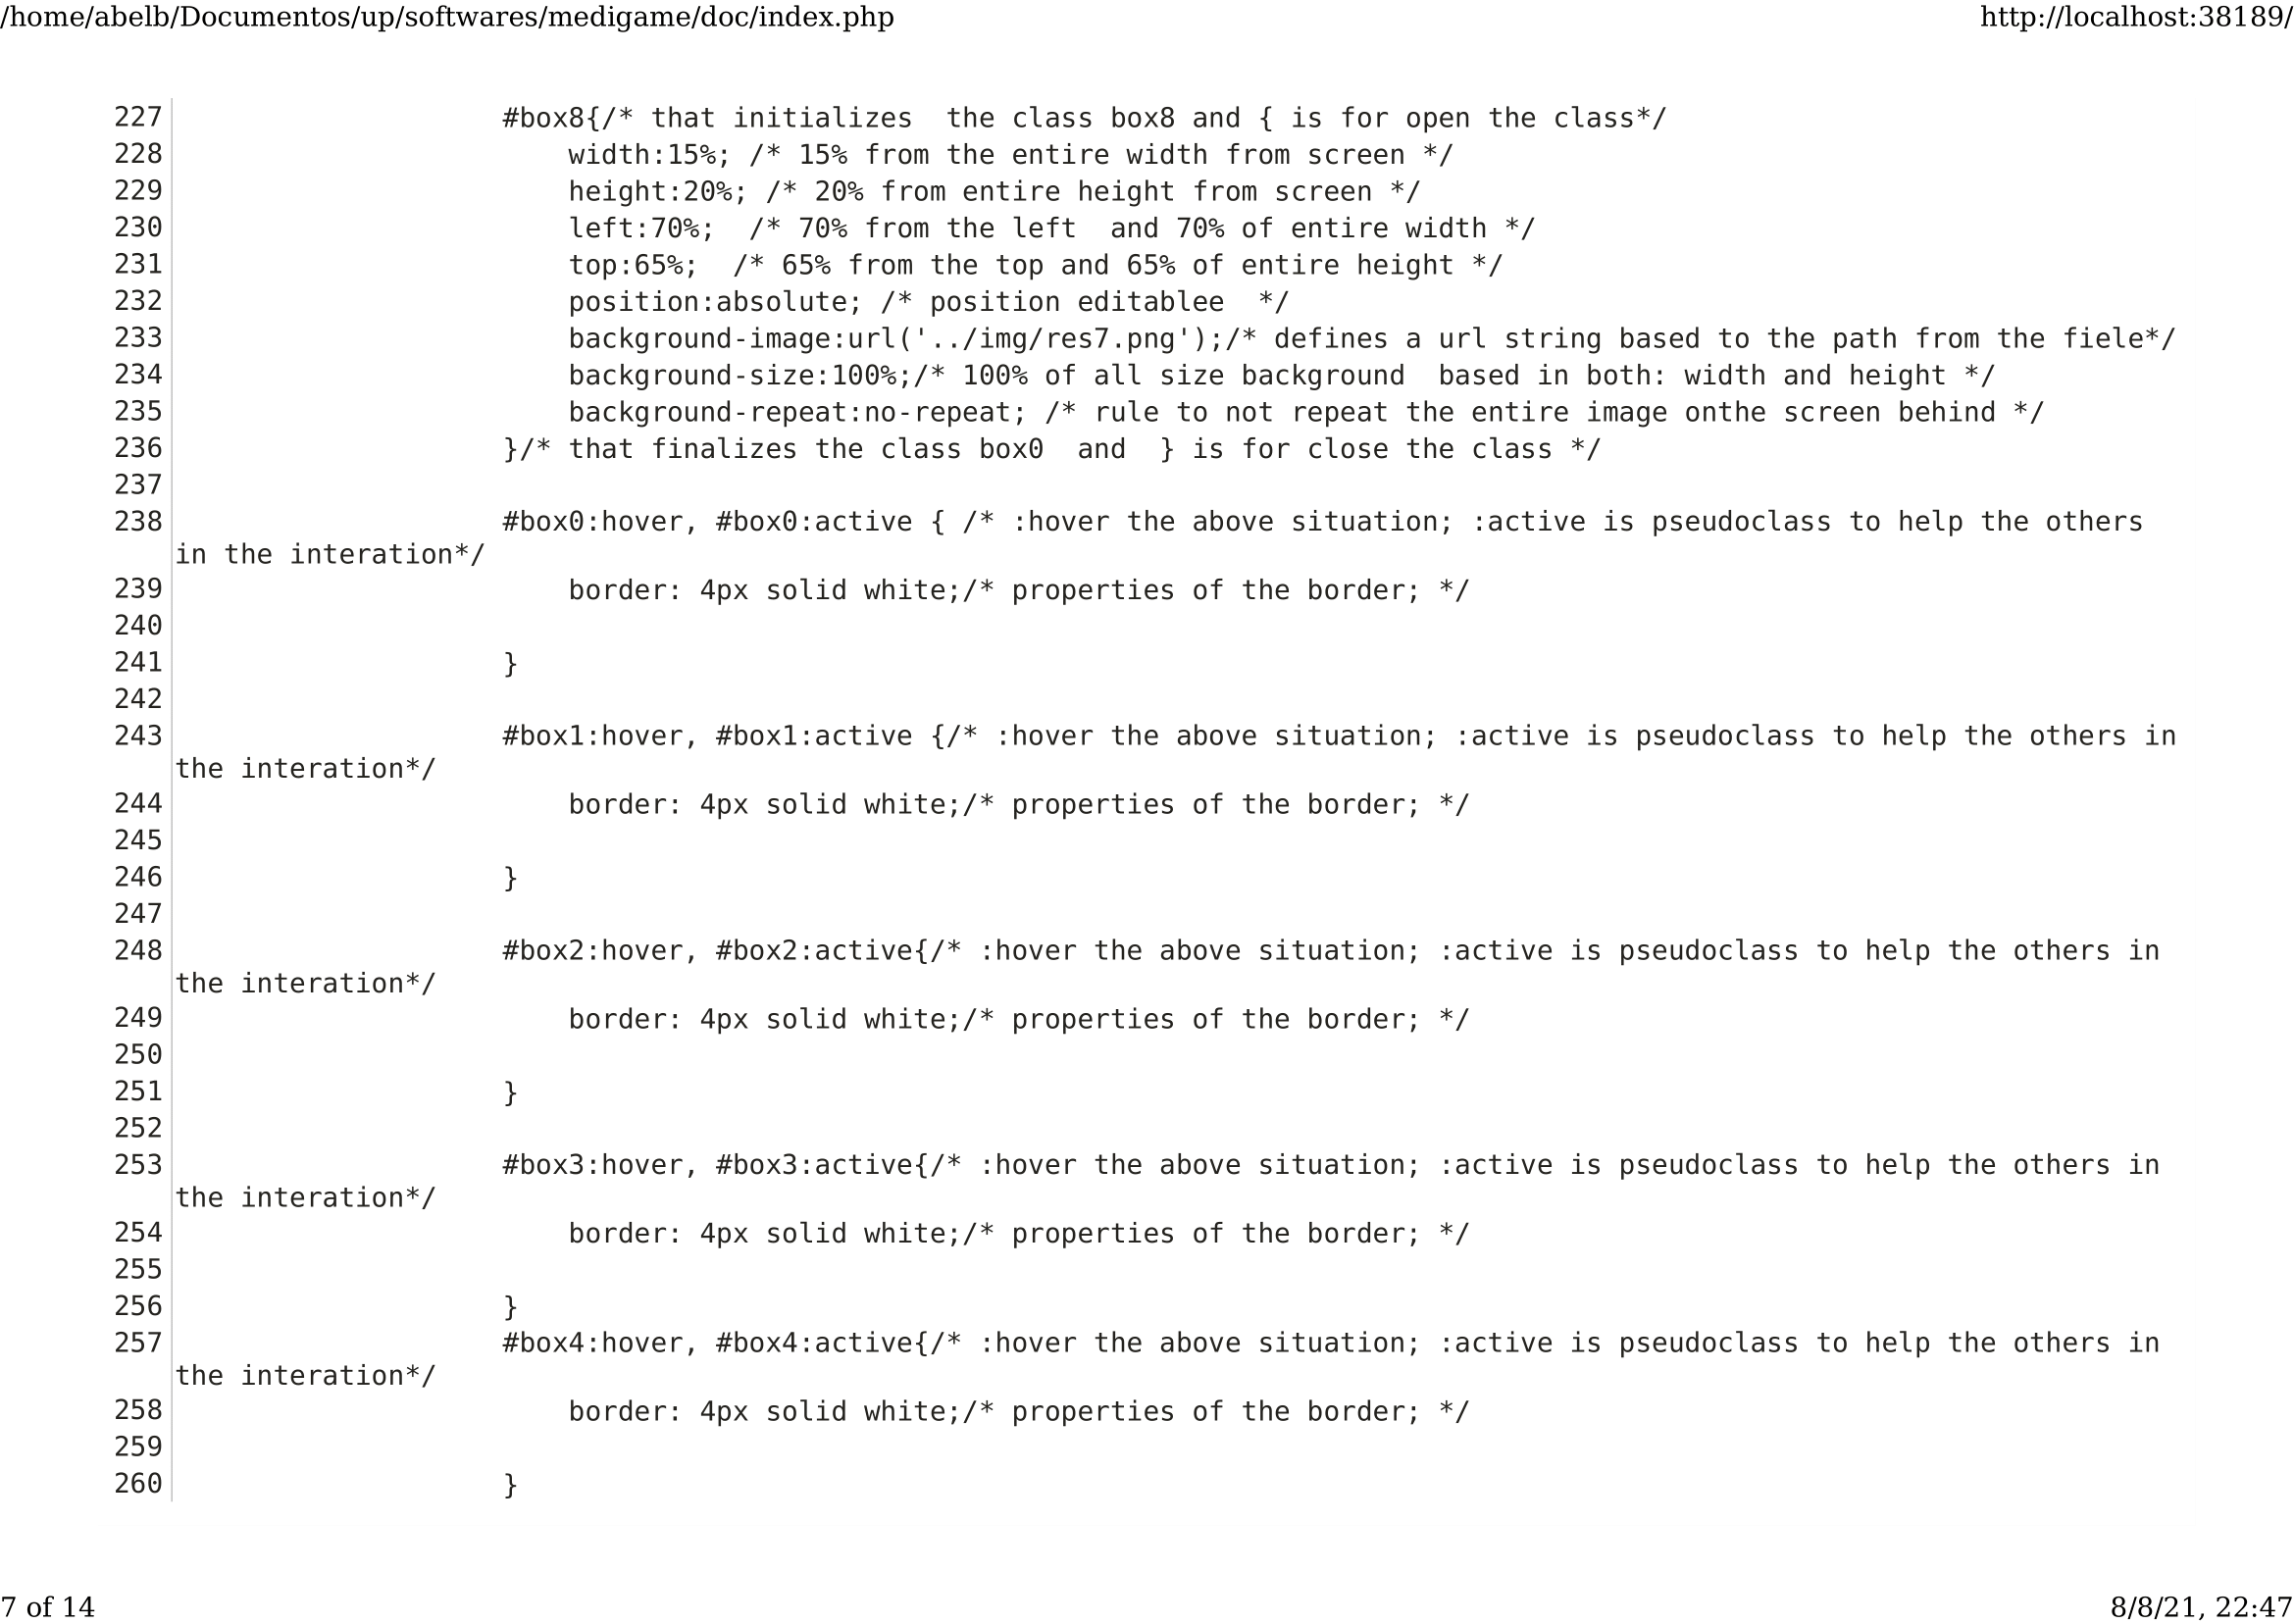 /home/abelb/Documentos/up/softwares/medigame/doc/index.php http://localhost:38189/
227 #box8{/* that initializes  the class box8 and { is for open the class*/
228 width:15%; /* 15% from the entire width from screen */
229 height:20%; /* 20% from entire height from screen */
230 left:70%;  /* 70% from the left  and 70% of entire width */
231 top:65%;  /* 65% from the top and 65% of entire height */
232 position:absolute; /* position editablee  */
233 background-image:url('../img/res7.png');/* defines a url string based to the path from the fiele*/
234 background-size:100%;/* 100% of all size background  based in both: width and height */
235 background-repeat:no-repeat; /* rule to not repeat the entire image onthe screen behind */
236 }/* that finalizes the class box0  and  } is for close the class */
237
238 #box0:hover, #box0:active { /* :hover the above situation; :active is pseudoclass to help the others
in the interation*/
239 border: 4px solid white;/* properties of the border; */
240
241 }
242
243 #box1:hover, #box1:active {/* :hover the above situation; :active is pseudoclass to help the others in
the interation*/
244 border: 4px solid white;/* properties of the border; */
245
246 }
247
248 #box2:hover, #box2:active{/* :hover the above situation; :active is pseudoclass to help the others in
the interation*/
249 border: 4px solid white;/* properties of the border; */
250
251 }
252
253 #box3:hover, #box3:active{/* :hover the above situation; :active is pseudoclass to help the others in
the interation*/
254 border: 4px solid white;/* properties of the border; */
255
256 }
257 #box4:hover, #box4:active{/* :hover the above situation; :active is pseudoclass to help the others in
the interation*/
258 border: 4px solid white;/* properties of the border; */
259
260 }
7 of 14 8/8/21, 22:47